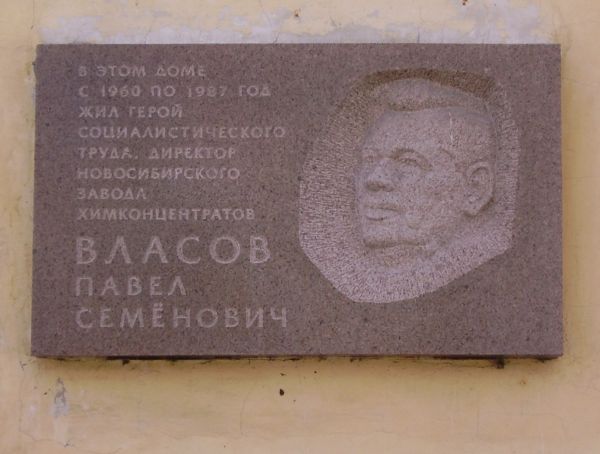 В ЭТОМ ДОМЕ
С 1960 ПО 1987 ГОД
ЖИЛ ГЕРОЙ
СОЦИАЛИСТИЧЕСКОГО
ТРУДА, ДИРЕКТОР
НОВОСИБИРСКОГО
ЗАВОДА
ХИМКОНЦЕНТРАТОВ
ВЛАСОВ
ПАВЕЛ
СЕМЁНОВИЧ